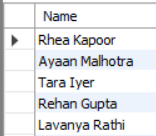 Name
Rhea Kapoor
Ayaan Malhotra
Tara Iyer
Rehan Gupta
Lavanya Rathi